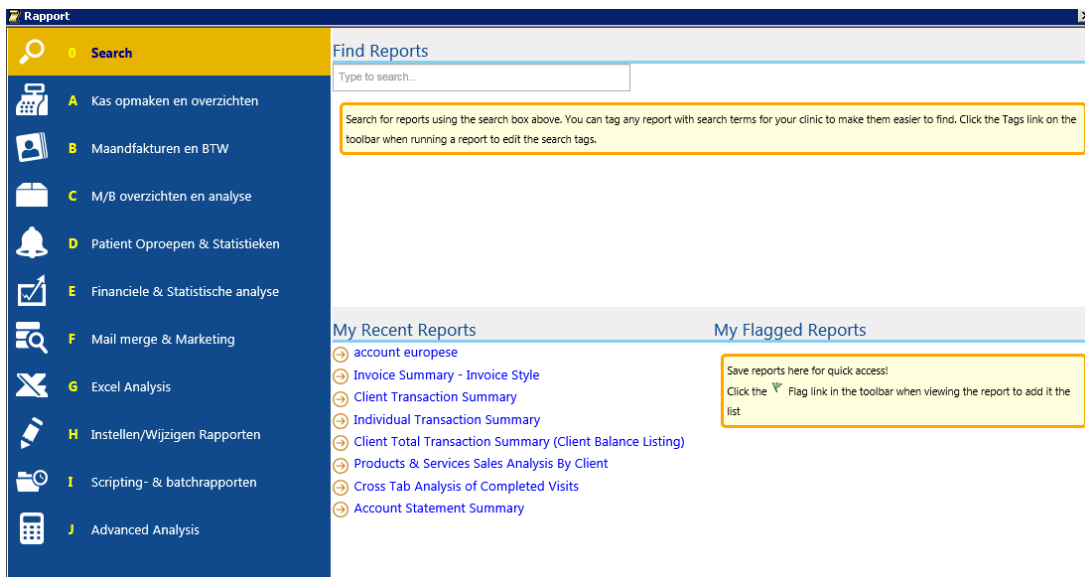 Rapport
0 Search
A Kas opmaken en overzichten
B Maandfakturen en BTW
C M/B overzichten en analyse
D Patient Oproepen & Statistieken
E Financiele & Statistische analyse
F Mail merge & Marketing
G Excel Analysis
H Instellen/Wijzigen Rapporten
I Scripting- & batchrapporten
J Advanced Analysis
Find Reports
Type to search...
Search for reports using the search box above. You can tag any report with search terms for your clinic to make them easier to find. Click the Tags link on the
toolbar when running a report to edit the search tags.
My Recent Reports
account europese
Invoice Summary - Invoice Style
Client Transaction Summary
Individual Transaction Summary
Client Total Transaction Summary (Client Balance Listing)
Products & Services Sales Analysis By Client
Cross Tab Analysis of Completed Visits
Account Statement Summary
My Flagged Reports
Save reports here for quick access!
Click the Flag link in the toolbar when viewing the report to add it the
list